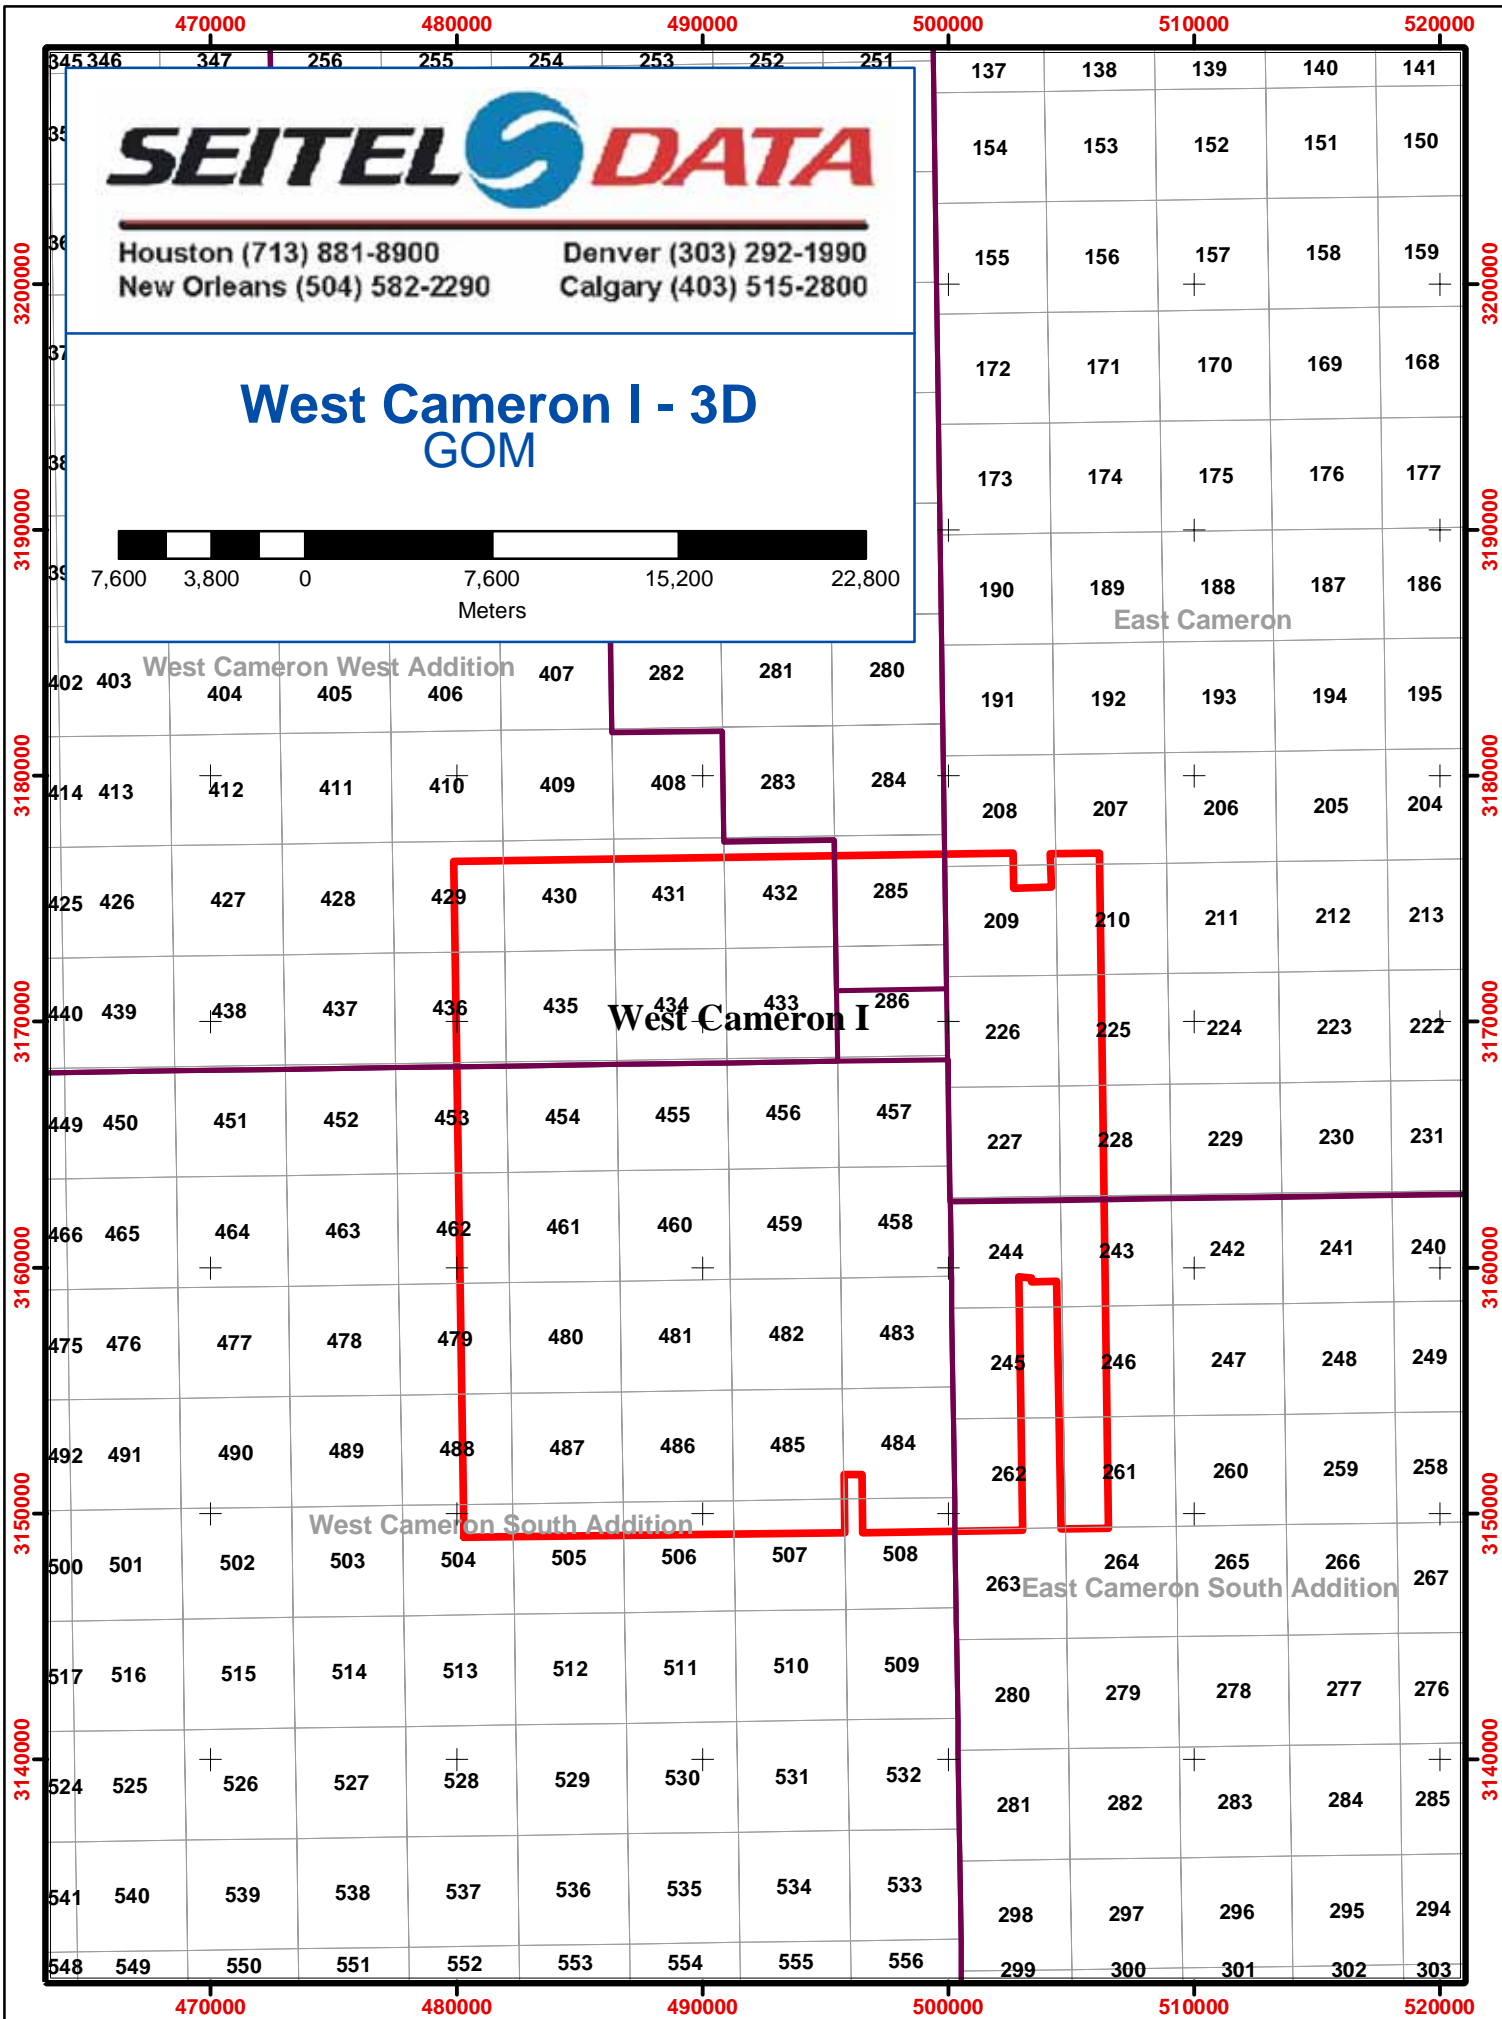 470000 480000 490000 500000 510000 520000
345 346 347 256 255 254 253 252 251 137 138 139 140 141
SEITEL DATA
154 153 152 151 150
Houston (713) 881-8900 Denver (303) 292-1990
New Orleans (504) 582-2290 Calgary (403) 515-2800
155 156 157 158 159
3200000 3200000
West Cameron I - 3D
GOM
172 171 170 169 168
173 174 175 176 177
3190000 3190000
7,600 3,800 0 7,600 15,200 22,800
Meters
190 189 188 187 186
East Cameron
West Cameron West Addition
402 403 404 405 406 407 282 281 280 191 192 193 194 195
3180000 3180000
414 413 412 411 410 409 408 283 284 208 207 206 205 204
425 426 427 428 429 430 431 432 285 209 210 211 212 213
440 439 438 437 436 435 434 433 286 226 225 224 223 222
West Cameron I
3170000 3170000
449 450 451 452 453 454 455 456 457 227 228 229 230 231
466 465 464 463 462 461 460 459 458 244 243 242 241 240
3160000 3160000
475 476 477 478 479 480 481 482 483 245 246 247 248 249
492 491 490 489 488 487 486 485 484 262 261 260 259 258
3150000 3150000
West Cameron South Addition
500 501 502 503 504 505 506 507 508 263 264 265 266 267
East Cameron South Addition
517 516 515 514 513 512 511 510 509 280 279 278 277 276
3140000 3140000
524 525 526 527 528 529 530 531 532 281 282 283 284 285
541 540 539 538 537 536 535 534 533 298 297 296 295 294
548 549 550 551 552 553 554 555 556 299 300 301 302 303
470000 480000 490000 500000 510000 520000